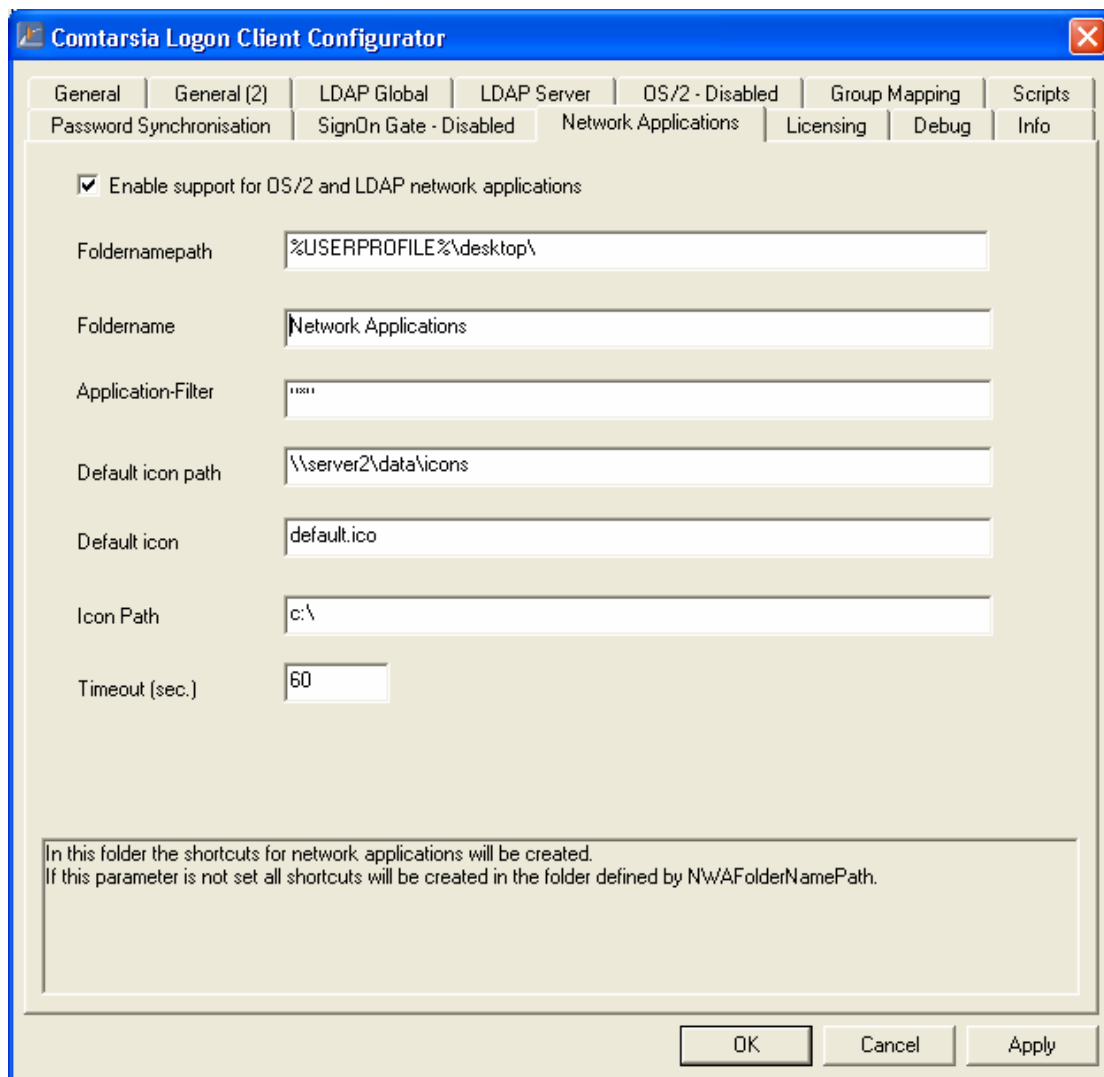 Comtarsia Logon Client Configurator
General General (2) LDAP Global LDAP Server OS/2 - Disabled Group Mapping Scripts
Password Synchronisation SignOn Gate - Disabled Network Applications Licensing Debug Info
Enable support for OS/2 and LDAP network applications
Foldernamepath %USERPROFILE%\desktop\
Foldername Network Applications
Application-Filter "*"
Default icon path \\server2\data\icons
Default icon default.ico
Icon Path c:\
Timeout (sec.) 60
In this folder the shortcuts for network applications will be created.
If this parameter is not set all shortcuts will be created in the folder defined by NWAFolderNamePath.
OK Cancel Apply